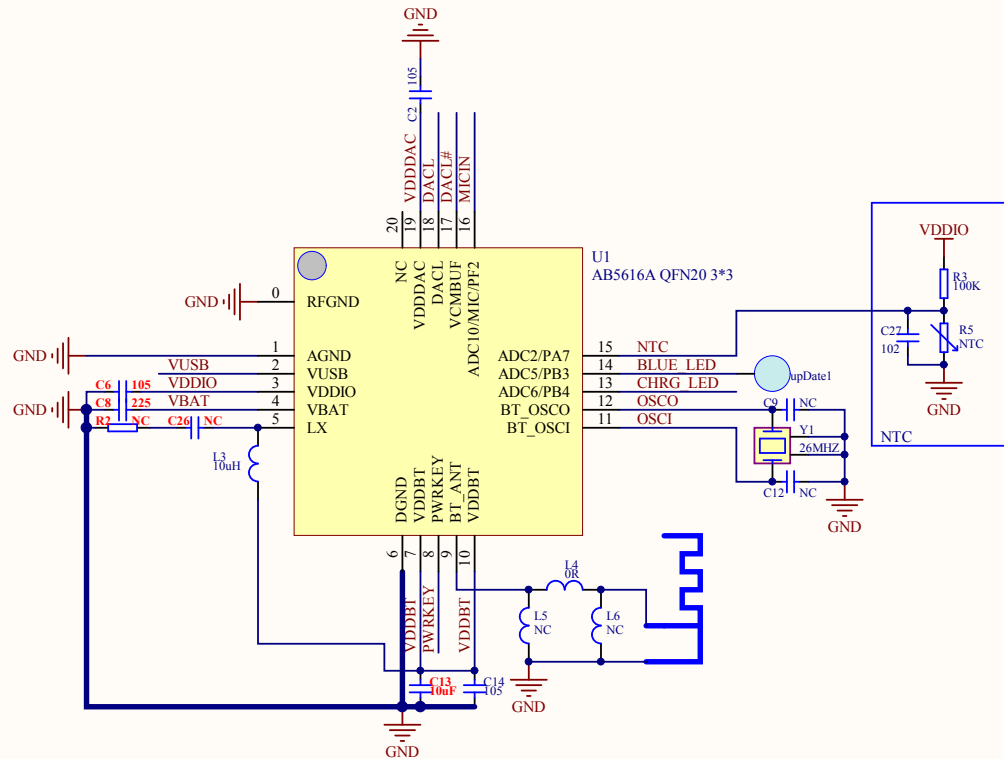 GND
105
C2
VDDDAC
DACL
DACL#
MICIN
20
19
18
17
16
U1
AB5616A QFN20 3*3
NC
VDDDAC
DACL
VCMBUF
ADC10/MIC/PF2
GND
0
RFGND
GND
1
AGND
VUSB
2
VUSB
C6
105
VDDIO
3
VDDIO
GND
C8
225
VBAT
4
VBAT
R2
NC
C26
NC
5
LX
L3
10uH
ADC2/PA7
15
NTC
ADC5/PB3
14
BLUE_LED
upDate1
ADC6/PB4
13
CHRG_LED
BT_OSCO
12
OSCO
BT_OSCI
11
OSCI
C9
NC
Y1
26MHZ
C12
NC
GND
VDDIO
R3
100K
C27
102
R5
NTC
GND
NTC
DGND
VDDBT
PWRKEY
BT_ANT
VDDBT
6
7
8
9
10
VDDBT
PWRKEY
VDDBT
L4
0R
L5
NC
L6
NC
GND
C13
10uF
C14
105
GND